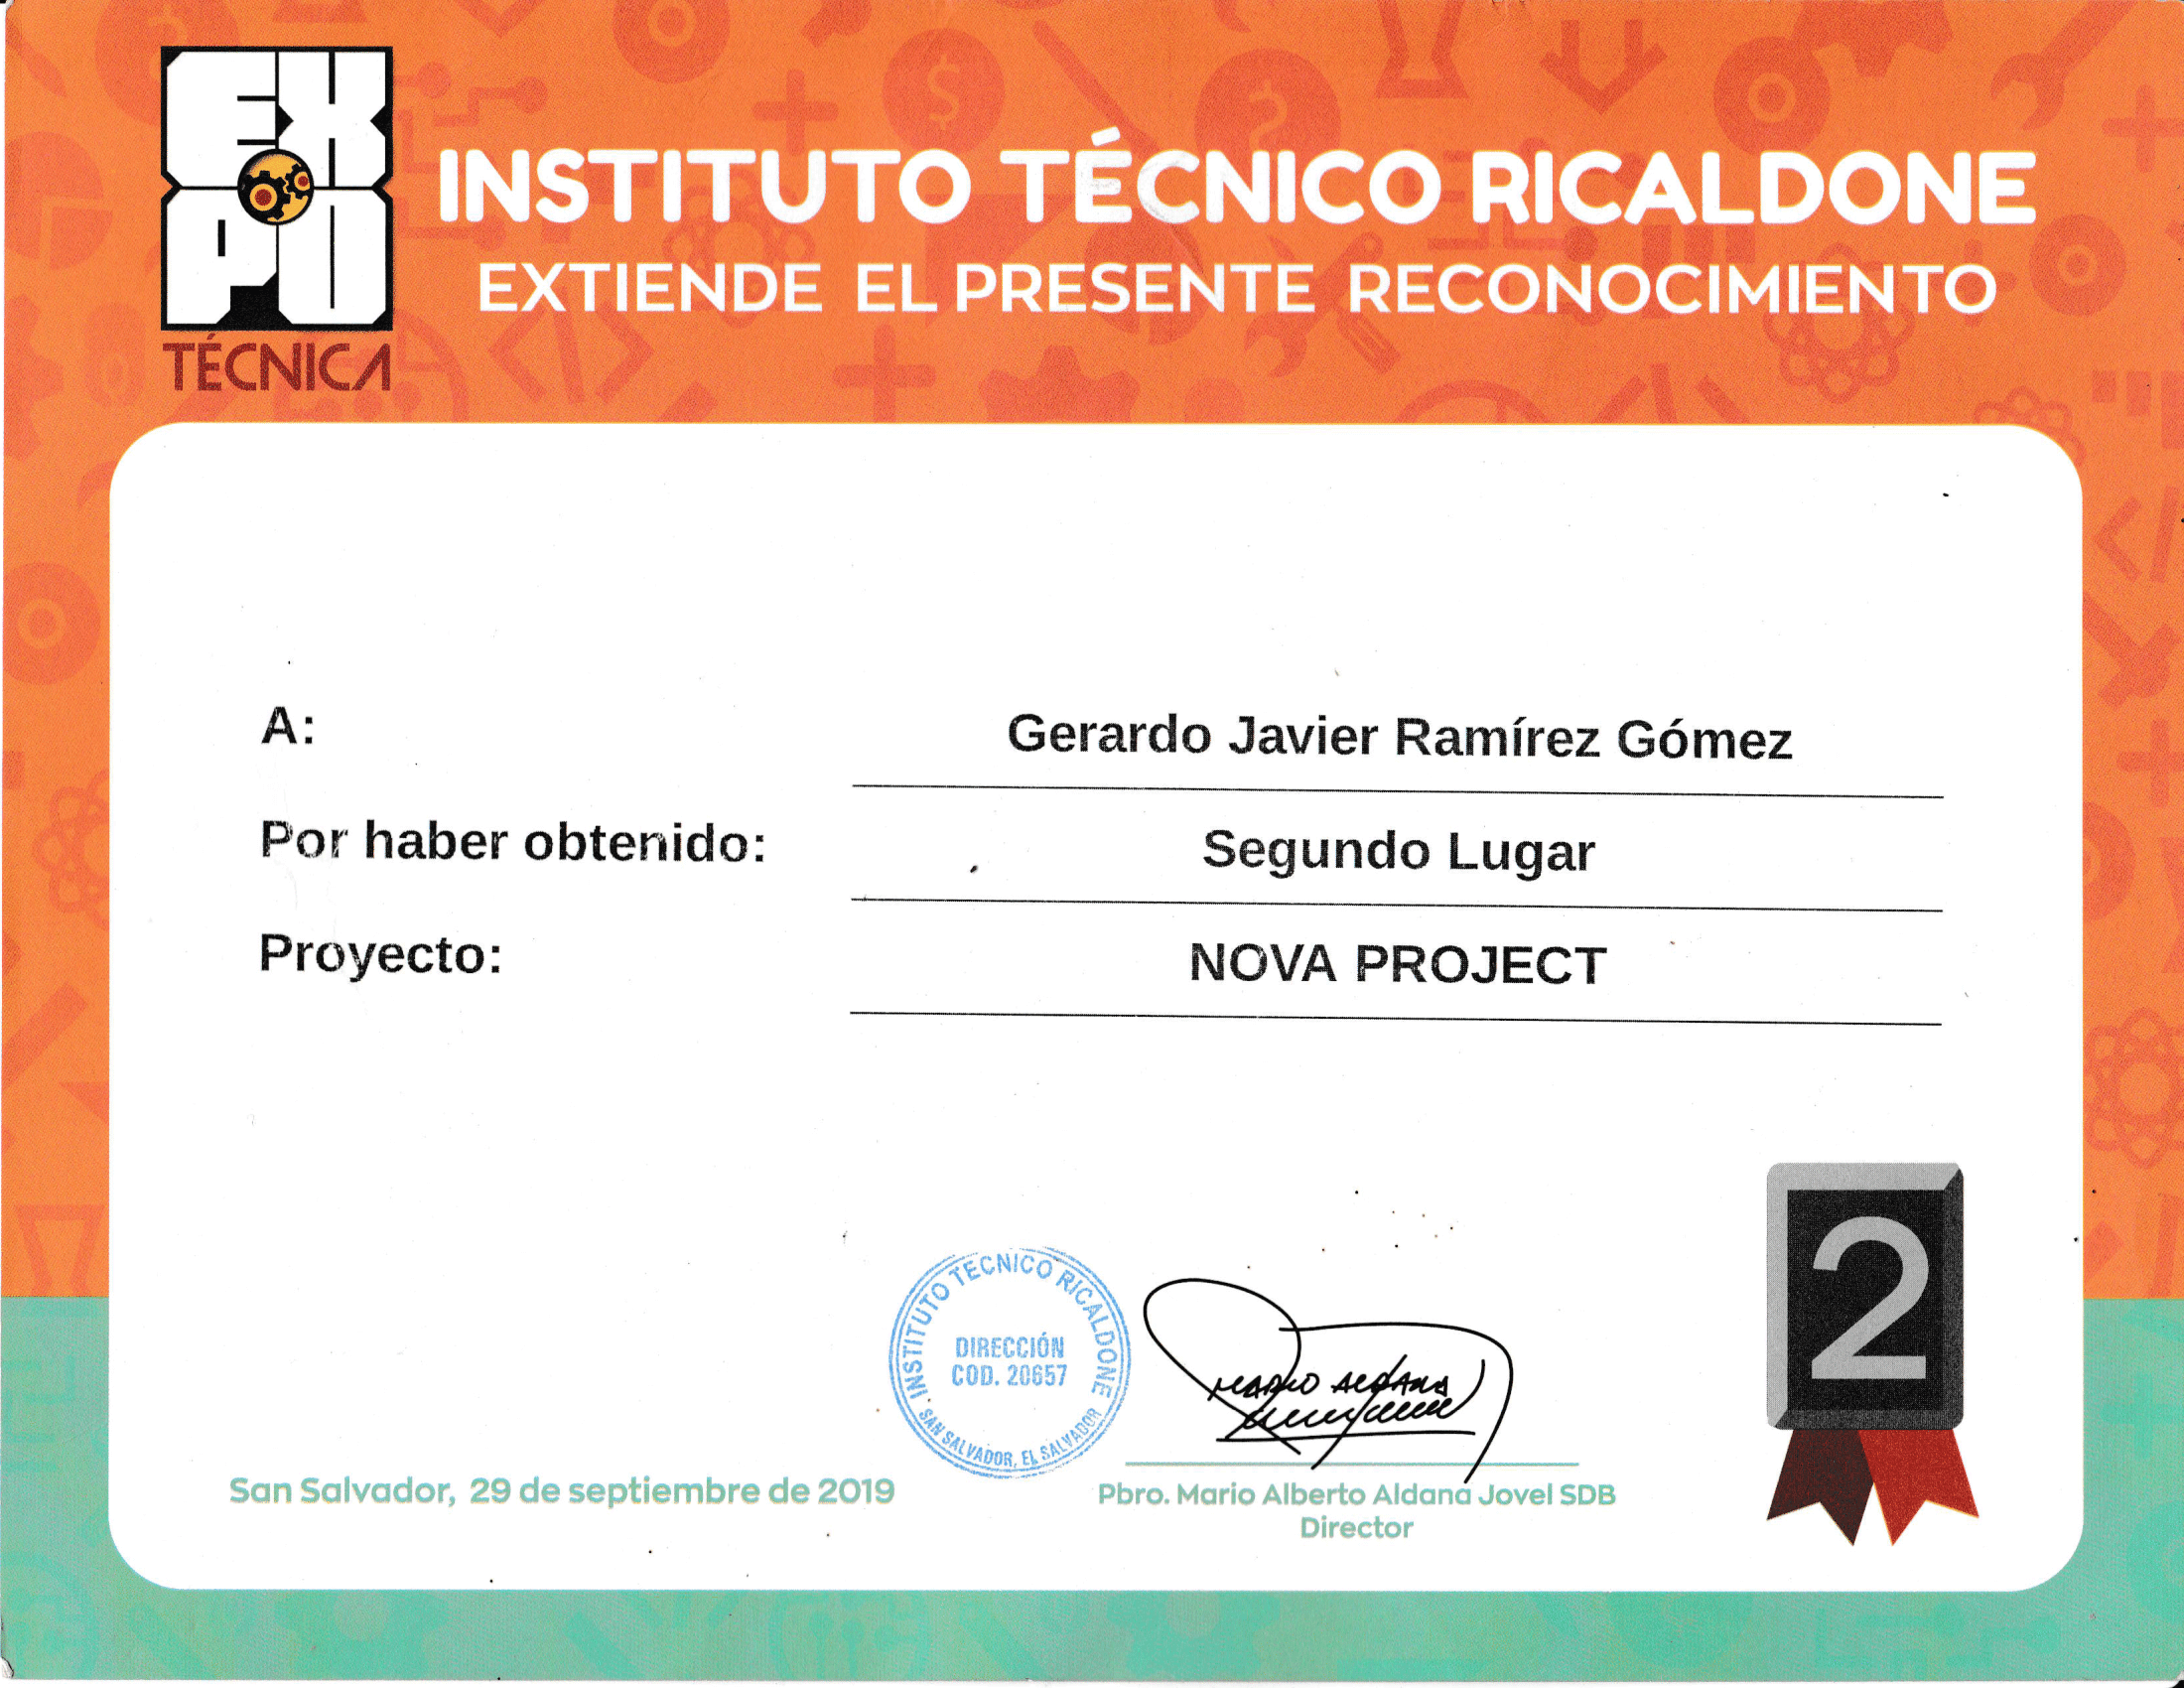 EXPO
TÉCNICA
INSTITUTO TÉCNICO RICALDONE
EXTIENDE EL PRESENTE RECONOCIMIENTO
A:
Gerardo Javier Ramírez Gómez
Por haber obtenido:
Segundo Lugar
Proyecto:
NOVA PROJECT
2
INSTITUTO TECNICO RICALDONE
DIRECCIÓN
COD. 20657
SAN SALVADOR, EL SALVADOR
MARIO ALDANA
San Salvador, 29 de septiembre de 2019
Pbro. Mario Alberto Aldana Jovel SDB
Director